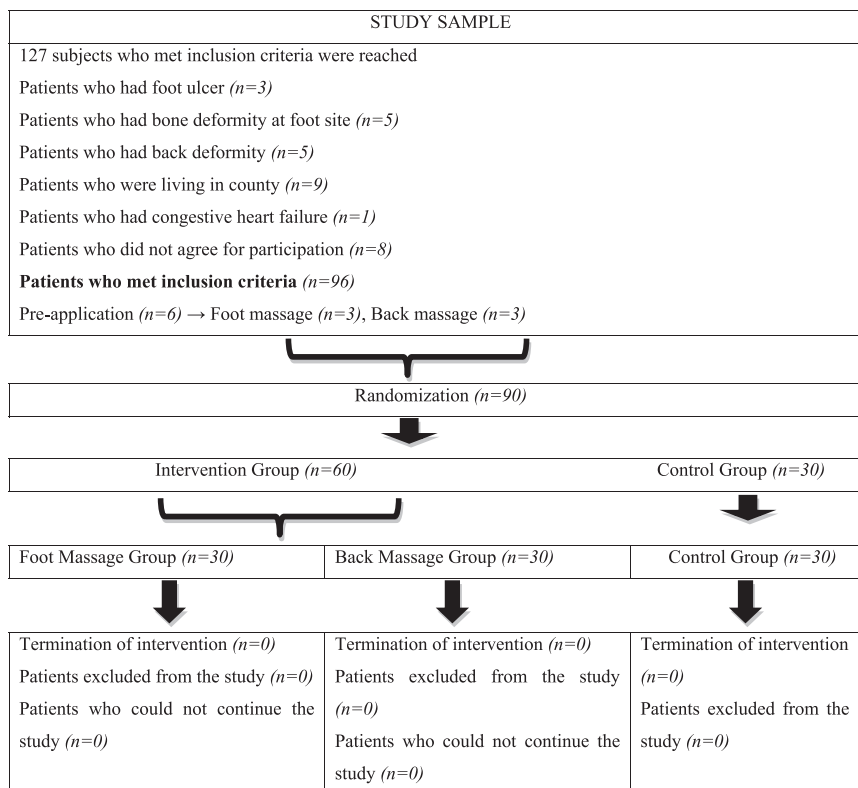 STUDY SAMPLE
127 subjects who met inclusion criteria were reached
Patients who had foot ulcer (n=3)
Patients who had bone deformity at foot site (n=5)
Patients who had back deformity (n=5)
Patients who were living in county (n=9)
Patients who had congestive heart failure (n=1)
Patients who did not agree for participation (n=8)
Patients who met inclusion criteria (n=96)
Pre-application (n=6) → Foot massage (n=3), Back massage (n=3)
Randomization (n=90)
Intervention Group (n=60)
Control Group (n=30)
Foot Massage Group (n=30)
Back Massage Group (n=30)
Control Group (n=30)
Termination of intervention (n=0)
Patients excluded from the study (n=0)
Patients who could not continue the
study (n=0)
Termination of intervention (n=0)
Patients excluded from the study
(n=0)
Patients who could not continue the
study (n=0)
Termination of intervention
(n=0)
Patients excluded from the
study (n=0)